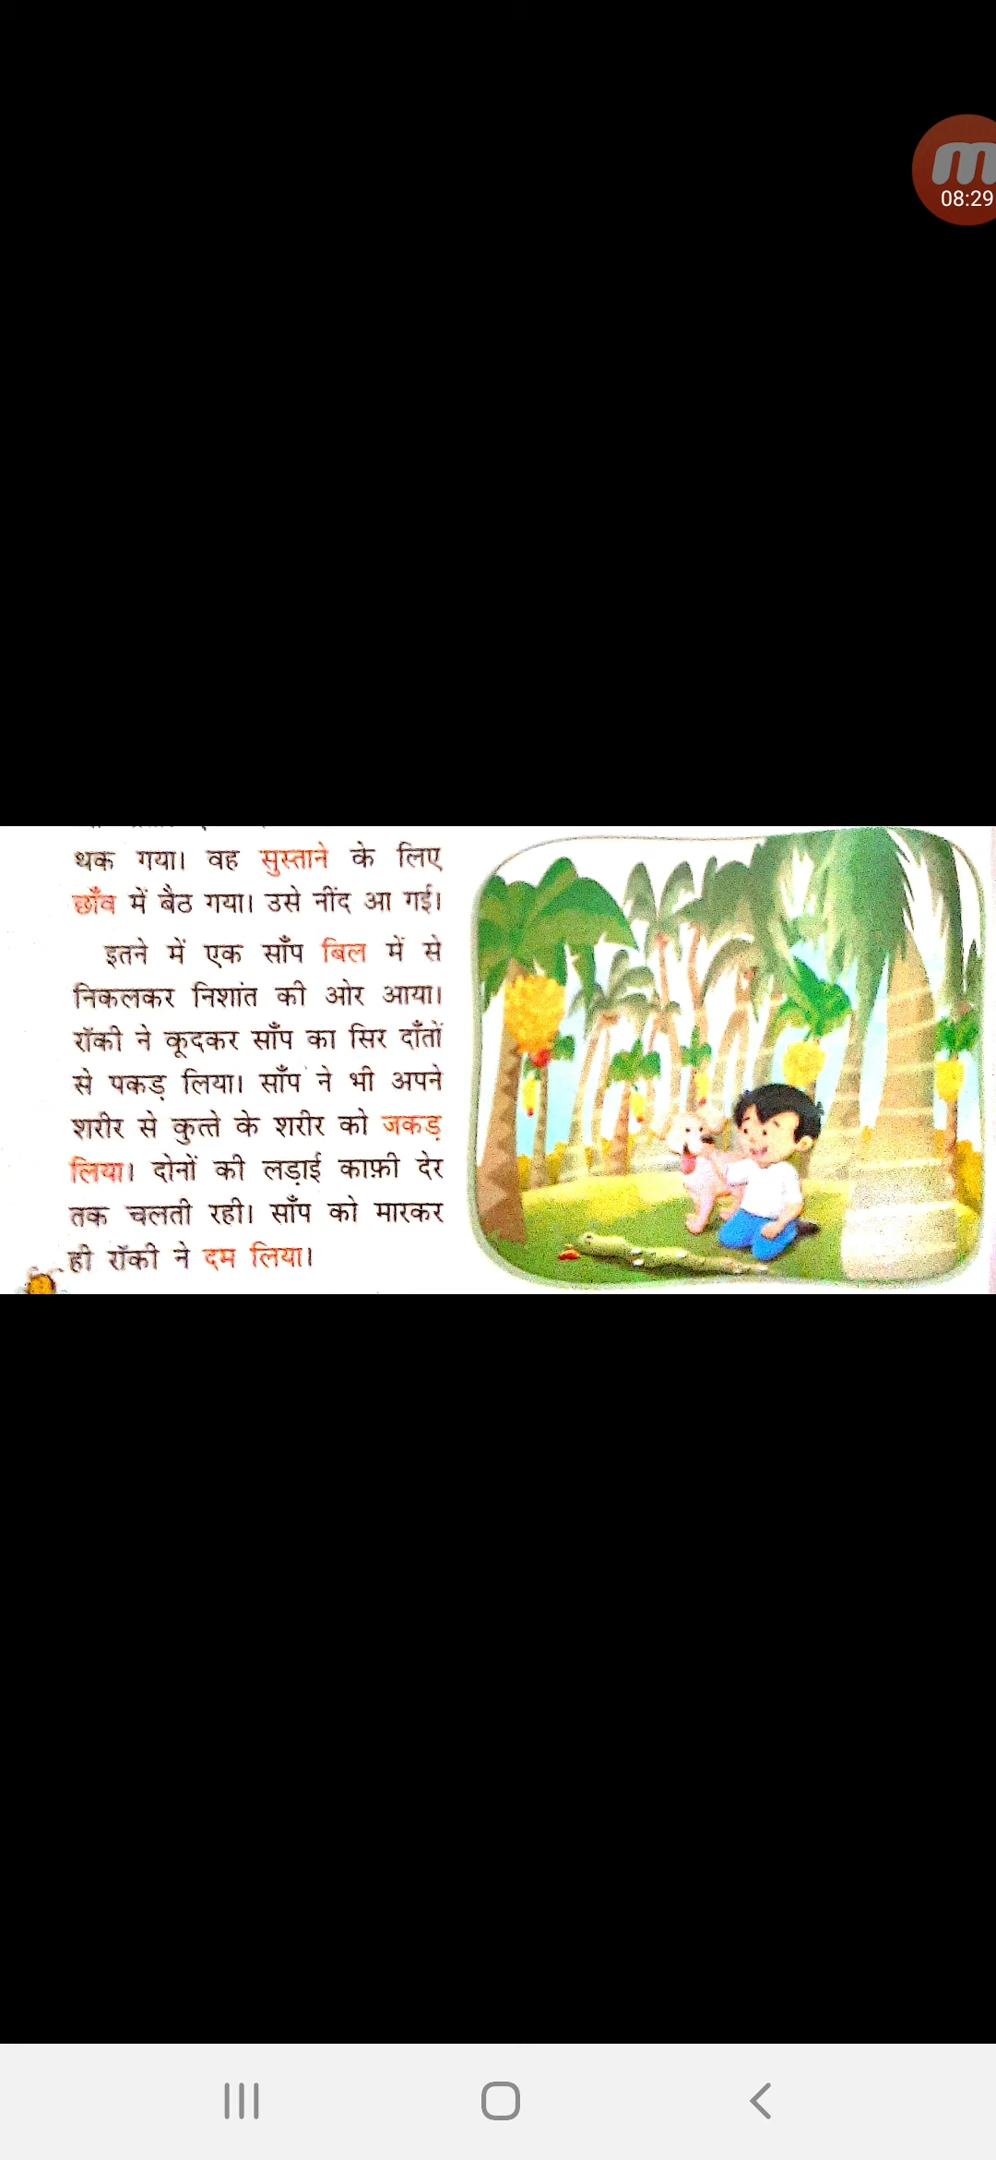 08:29
थक गया। वह सुस्ताने के लिए
छाँव में बैठ गया। उसे नींद आ गई।
इतने में एक साँप बिल में से
निकलकर निशांत की ओर आया।
रॉकी ने कूदकर साँप का सिर दाँतों
से पकड़ लिया। साँप ने भी अपने
शरीर से कुत्ते के शरीर को जकड़
लिया। दोनों की लड़ाई काफ़ी देर
तक चलती रही। साँप को मारकर
ही रॉकी ने दम लिया।